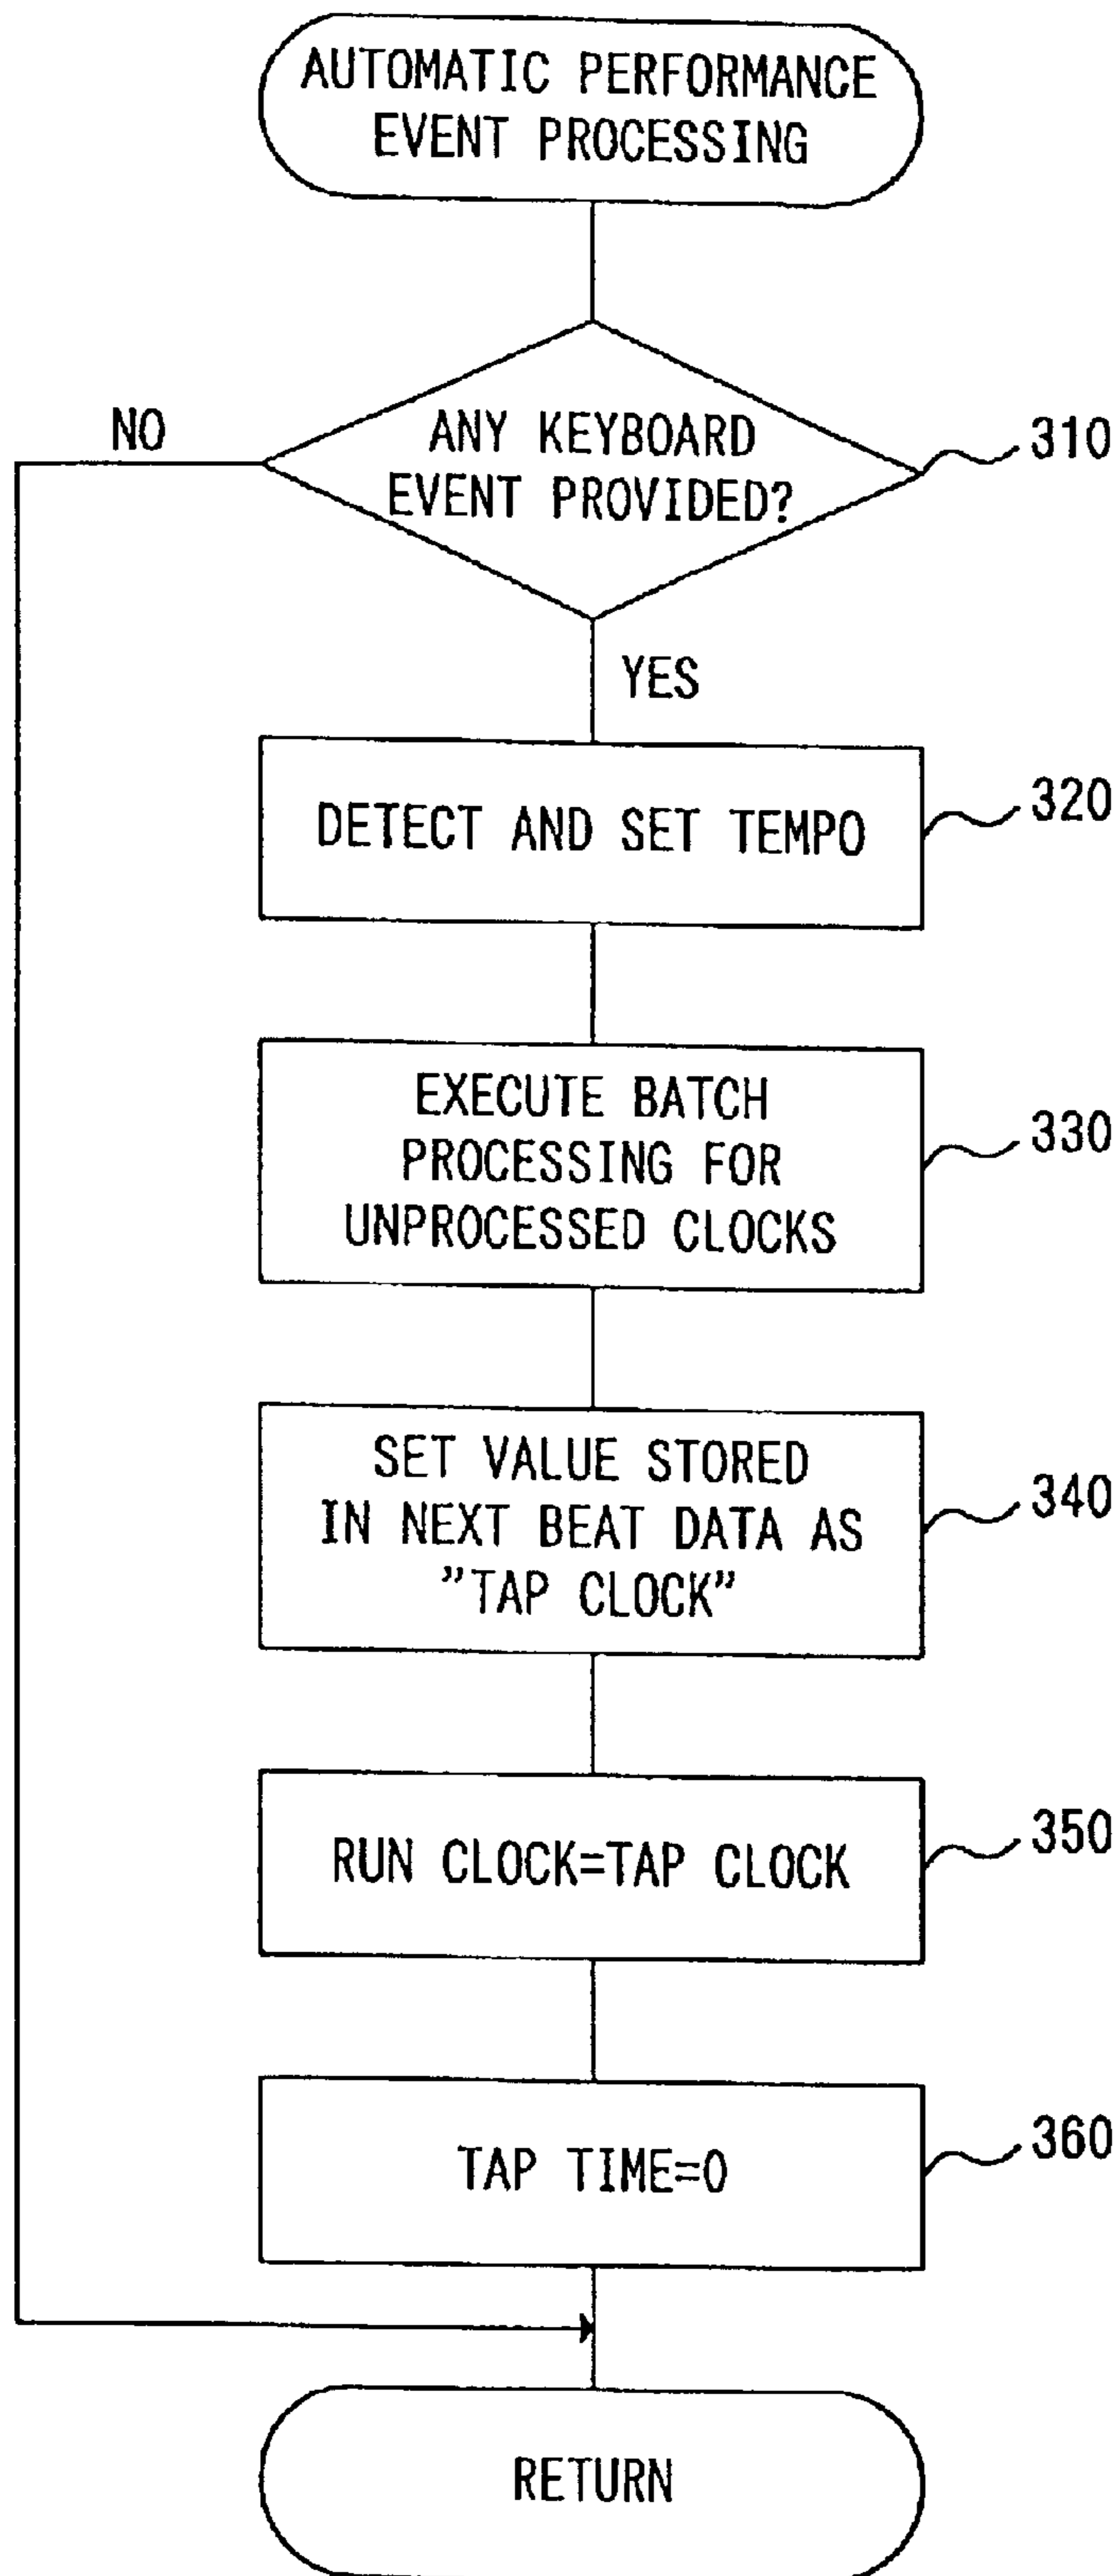 AUTOMATIC PERFORMANCE
EVENT PROCESSING
NO
ANY KEYBOARD
EVENT PROVIDED?
310
YES
DETECT AND SET TEMPO
320
EXECUTE BATCH
PROCESSING FOR
UNPROCESSED CLOCKS
330
SET VALUE STORED
IN NEXT BEAT DATA AS
"TAP CLOCK"
340
RUN CLOCK=TAP CLOCK
350
TAP TIME=0
360
RETURN